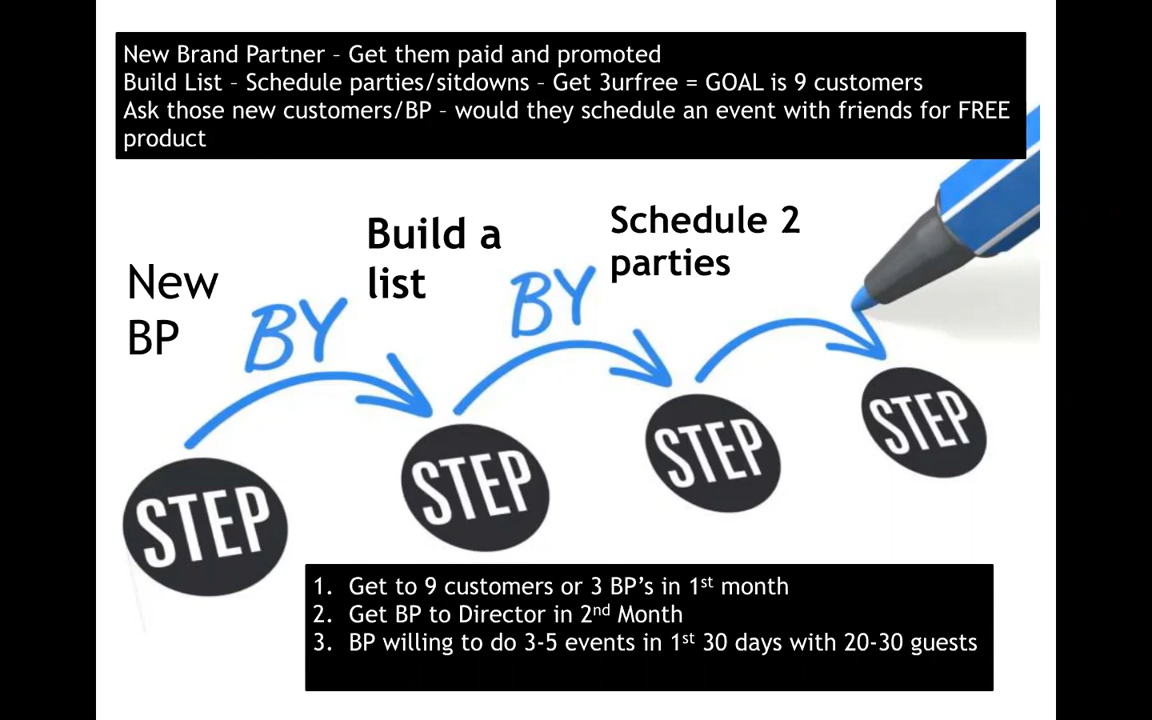 New Brand Partner – Get them paid and promoted
Build List – Schedule parties/sitdowns – Get 3urfree = GOAL is 9 customers
Ask those new customers/BP – would they schedule an event with friends for FREE
product
New
BP
BY
Build a
list
BY
Schedule 2
parties
STEP
STEP
STEP
STEP
1. Get to 9 customers or 3 BP's in 1st month
2. Get BP to Director in 2nd Month
3. BP willing to do 3-5 events in 1st 30 days with 20-30 guests